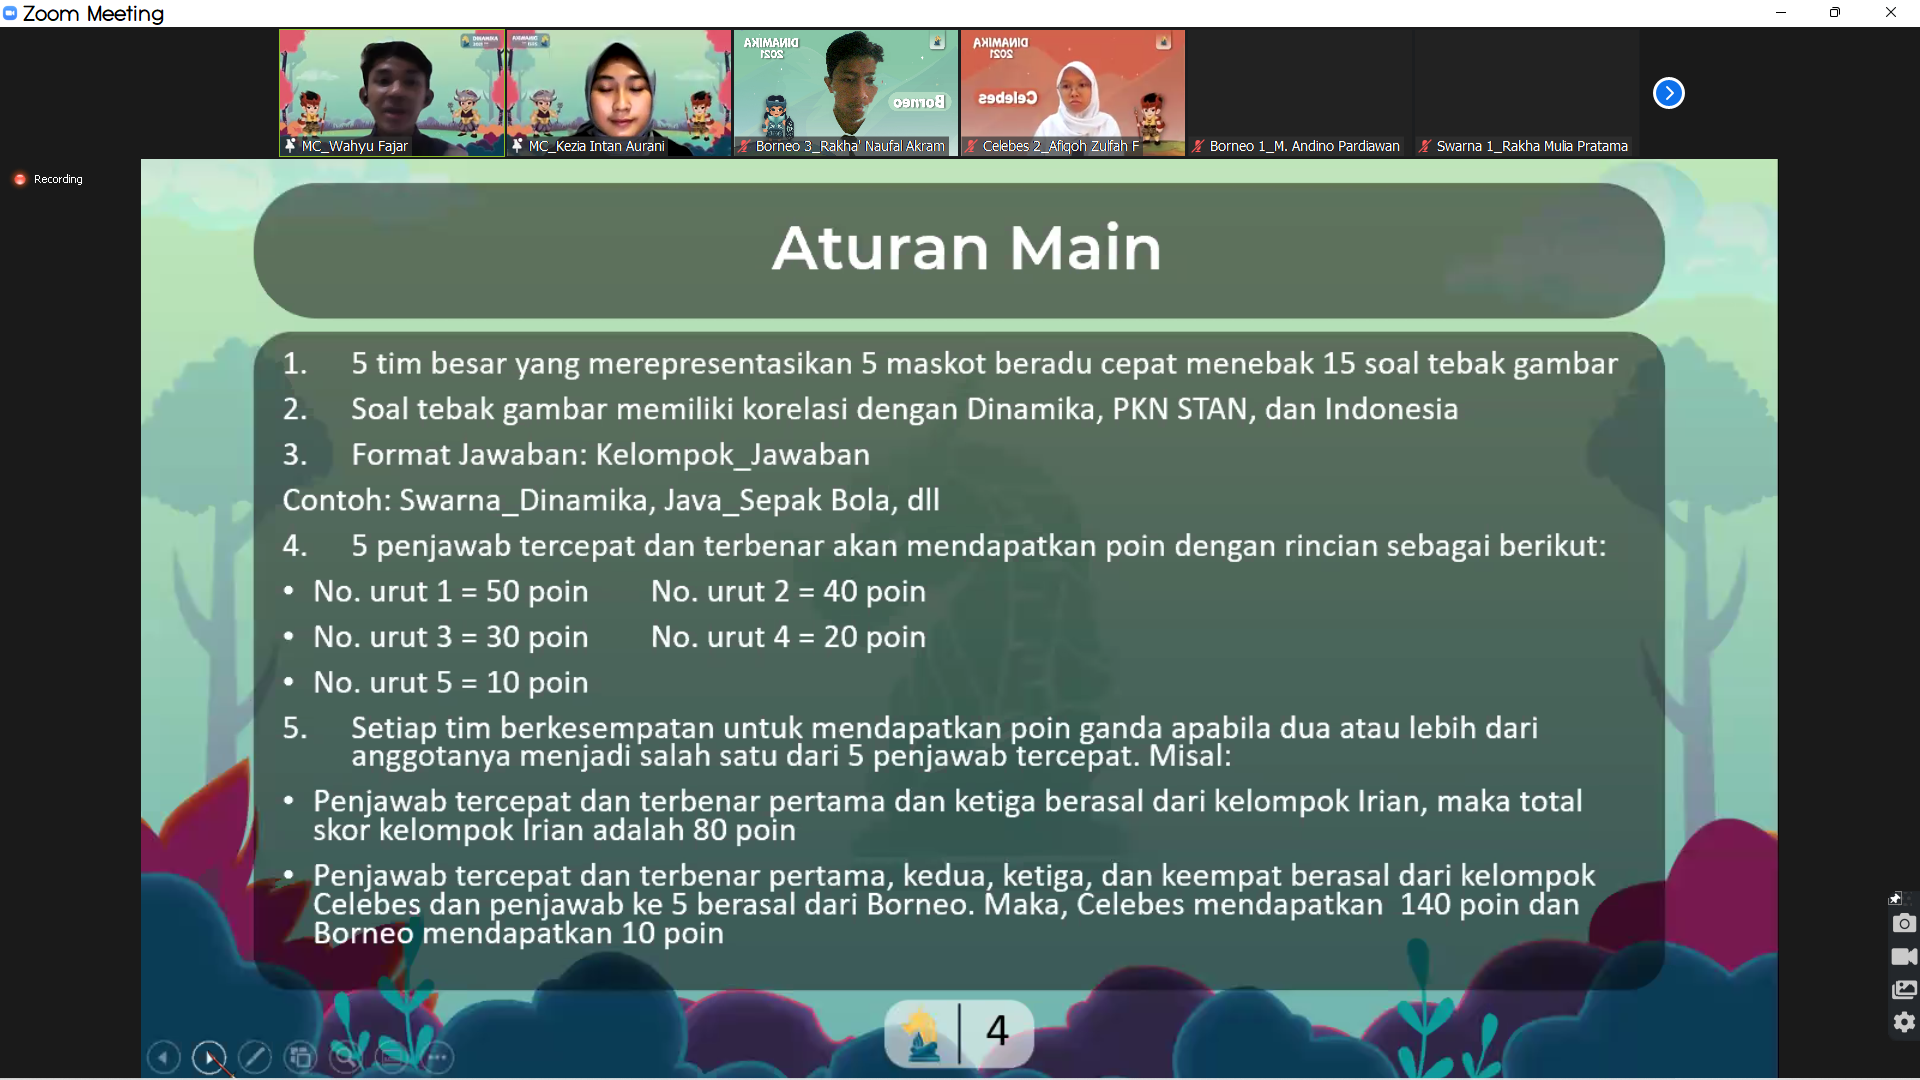 Zoom Meeting
DINAMIKA
DINAMIKA
DINAMIKA
2021
DINAMIKA
2021
Borneo
Celebes
MC_Wahyu Fajar
MC_Kezia Intan Aurani
Borneo 3_Rakha' Naufal Akram
Celebes 2_Afiqoh Zulfah F
Borneo 1_M. Andino Pardiawan
Swarna 1_Rakha Mulia Pratama
Recording
Aturan Main
1. 5 tim besar yang merepresentasikan 5 maskot beradu cepat menebak 15 soal tebak gambar
2. Soal tebak gambar memiliki korelasi dengan Dinamika, PKN STAN, dan Indonesia
3. Format Jawaban: Kelompok_Jawaban
Contoh: Swarna_Dinamika, Java_Sepak Bola, dll
4. 5 penjawab tercepat dan terbenar akan mendapatkan poin dengan rincian sebagai berikut:
• No. urut 1 = 50 poin No. urut 2 = 40 poin
• No. urut 3 = 30 poin No. urut 4 = 20 poin
• No. urut 5 = 10 poin
5. Setiap tim berkesempatan untuk mendapatkan poin ganda apabila dua atau lebih dari
anggotanya menjadi salah satu dari 5 penjawab tercepat. Misal:
• Penjawab tercepat dan terbenar pertama dan ketiga berasal dari kelompok Irian, maka total
skor kelompok Irian adalah 80 poin
• Penjawab tercepat dan terbenar pertama, kedua, ketiga, dan keempat berasal dari kelompok
Celebes dan penjawab ke 5 berasal dari Borneo. Maka, Celebes mendapatkan 140 poin dan
Borneo mendapatkan 10 poin
4